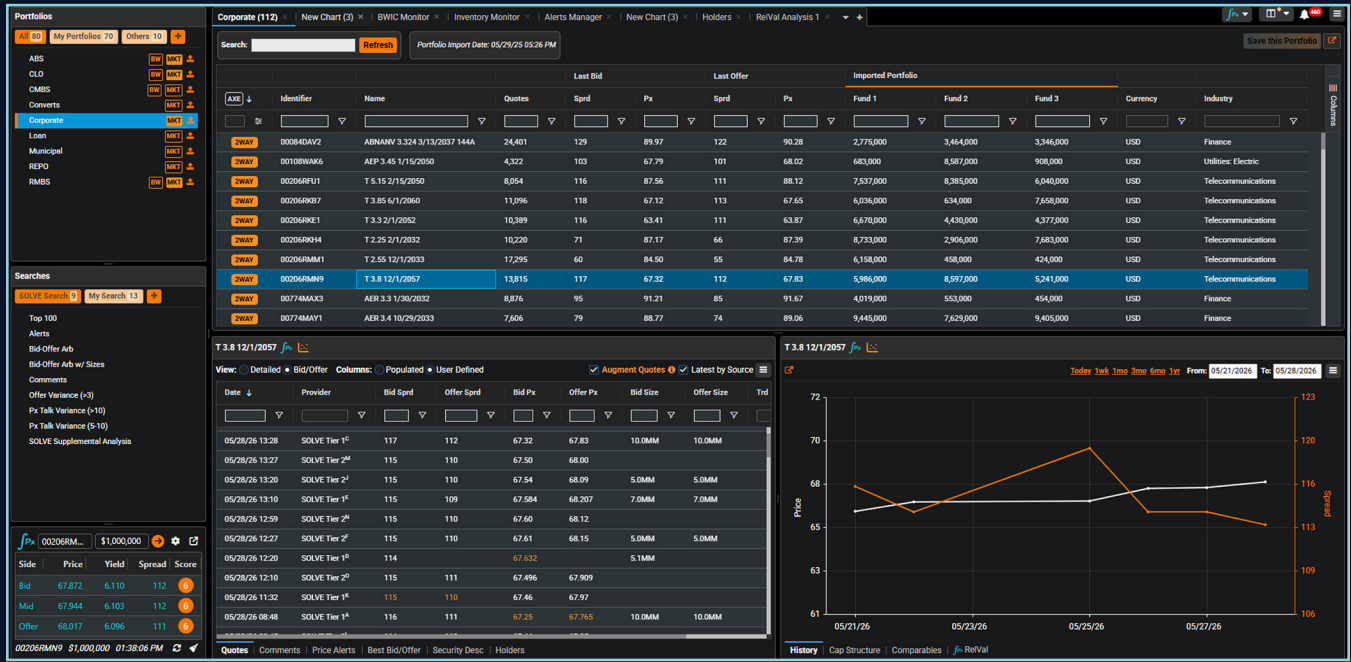 Portfolios
All 80 My Portfolios 70 Others 10 +
ABS BW MKT
CLO BW MKT
CMBS BW MKT
Converts MKT
Corporate MKT
Loan MKT
Municipal MKT
REPO MKT
RMBS BW MKT
Searches
SOLVE Search 9 My Search 13 +
Top 100
Alerts
Bid-Offer Arb
Bid-Offer Arb w/ Sizes
Comments
Offer Variance (>3)
Px Talk Variance (>10)
Px Talk Variance (5-10)
SOLVE Supplemental Analysis
Px 00206RM... $1,000,000
Side Price Yield Spread Score
Bid 67.872 6.110 112 6
Mid 67.944 6.103 112 6
Offer 68.017 6.096 111 6
00206RMN9 $1,000,000 01:38:06 PM
Corporate (112) × New Chart (3) × BWIC Monitor × Inventory Monitor × Alerts Manager × New Chart (3) × Holders × RelVal Analysis 1 × +
Px 460
Search: Refresh Portfolio Import Date: 05/29/25 05:26 PM Save this Portfolio
Last Bid Last Offer Imported Portfolio
AXE ↓ Identifier Name Quotes Sprd Px Sprd Px Fund 1 Fund 2 Fund 3 Currency Industry
Columns
2WAY 00084DAV2 ABNANV 3.324 3/13/2037 144A 24,401 129 89.97 122 90.28 2,775,000 3,464,000 3,346,000 USD Finance
2WAY 00108WAK6 AEP 3.45 1/15/2050 4,322 103 67.79 101 68.02 683,000 8,587,000 908,000 USD Utilities: Electric
2WAY 00206RFU1 T 5.15 2/15/2050 8,054 116 87.56 111 88.12 7,537,000 8,385,000 6,040,000 USD Telecommunications
2WAY 00206RKB7 T 3.85 6/1/2060 11,096 118 67.12 113 67.65 6,036,000 634,000 7,658,000 USD Telecommunications
2WAY 00206RKE1 T 3.3 2/1/2052 10,389 116 63.41 111 63.87 6,670,000 4,430,000 4,377,000 USD Telecommunications
2WAY 00206RKH4 T 2.25 2/1/2032 10,220 71 87.17 66 87.39 8,733,000 2,906,000 7,683,000 USD Telecommunications
2WAY 00206RMM1 T 2.55 12/1/2033 17,295 60 84.50 55 84.78 6,158,000 458,000 424,000 USD Telecommunications
2WAY 00206RMN9 T 3.8 12/1/2057 13,815 117 67.32 112 67.83 5,986,000 8,597,000 5,241,000 USD Telecommunications
2WAY 00774MAX3 AER 3.3 1/30/2032 8,876 95 91.21 85 91.67 4,019,000 553,000 454,000 USD Finance
2WAY 00774MAY1 AER 3.4 10/29/2033 7,606 79 88.77 74 89.06 9,445,000 7,629,000 9,405,000 USD Finance
T 3.8 12/1/2057 Px
View: Detailed Bid/Offer Columns: Populated User Defined Augment Quotes Latest by Source
Date ↓ Provider Bid Sprd Offer Sprd Bid Px Offer Px Bid Size Offer Size Trd
05/28/26 13:28 SOLVE Tier 1C 117 112 67.32 67.83 10.0MM 10.0MM
05/28/26 13:27 SOLVE Tier 2M 115 110 67.50 68.00
05/28/26 13:20 SOLVE Tier 2J 115 110 67.54 68.09 5.0MM 5.0MM
05/28/26 13:10 SOLVE Tier 1E 115 109 67.584 68.207 7.0MM 7.0MM
05/28/26 12:59 SOLVE Tier 2N 115 110 67.60 68.12
05/28/26 12:27 SOLVE Tier 2F 115 110 67.61 68.15 5.0MM 5.0MM
05/28/26 12:20 SOLVE Tier 1D 114 67.632 5.1MM
05/28/26 12:10 SOLVE Tier 2O 115 111 67.496 67.909
05/28/26 11:32 SOLVE Tier 1K 115 110 67.46 67.97
05/28/26 08:48 SOLVE Tier 1A 116 111 67.25 67.765 10.0MM 10.0MM
Quotes Comments Price Alerts Best Bid/Offer Security Desc Holders
T 3.8 12/1/2057 Px
Today 1wk 1mo 3mo 6mo 1yr From: 05/21/2026 To: 05/28/2026
72 123
70 120
68 116
65 113
63 109
61 106
Price
Spread
05/21/26 05/23/26 05/25/26 05/27/26
History Cap Structure Comparables Px RelVal